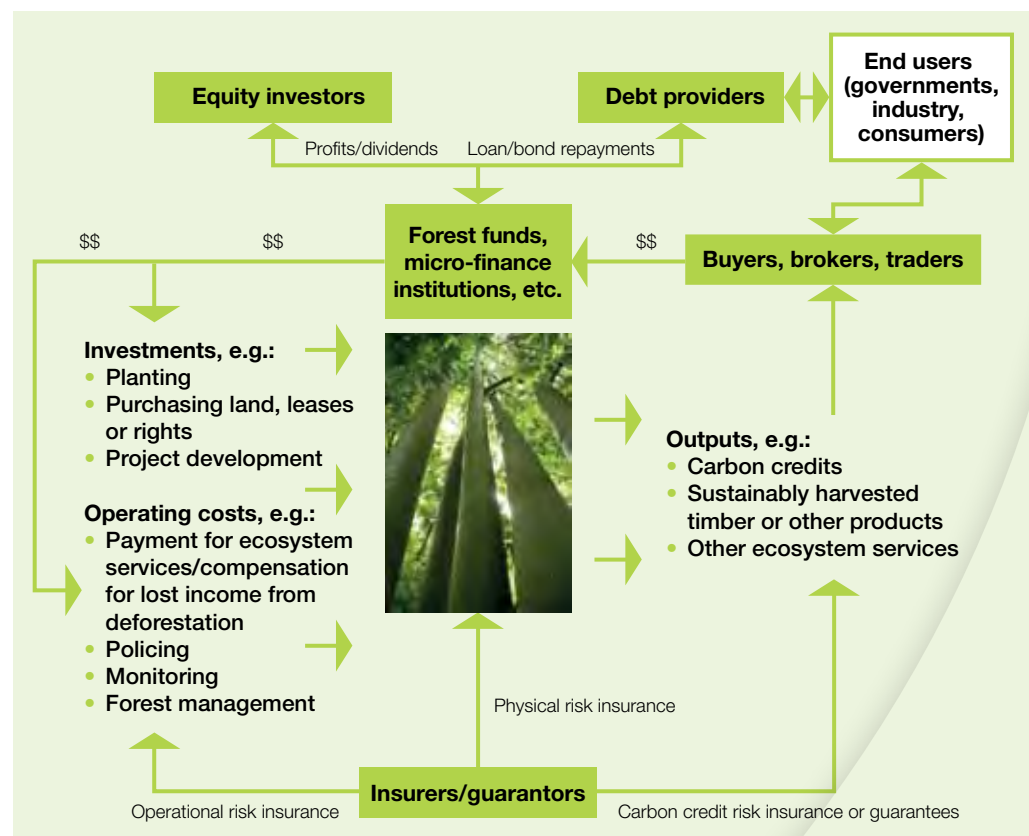 Equity investors
Debt providers
End users
(governments,
industry,
consumers)
Profits/dividends
Loan/bond repayments
$$
$$
Forest funds,
micro-finance
institutions, etc.
$$
Buyers, brokers, traders
Investments, e.g.:
• Planting
• Purchasing land, leases
or rights
• Project development
Operating costs, e.g.:
• Payment for ecosystem
services/compensation
for lost income from
deforestation
• Policing
• Monitoring
• Forest management
Outputs, e.g.:
• Carbon credits
• Sustainably harvested
timber or other products
• Other ecosystem services
Physical risk insurance
Insurers/guarantors
Operational risk insurance
Carbon credit risk insurance or guarantees